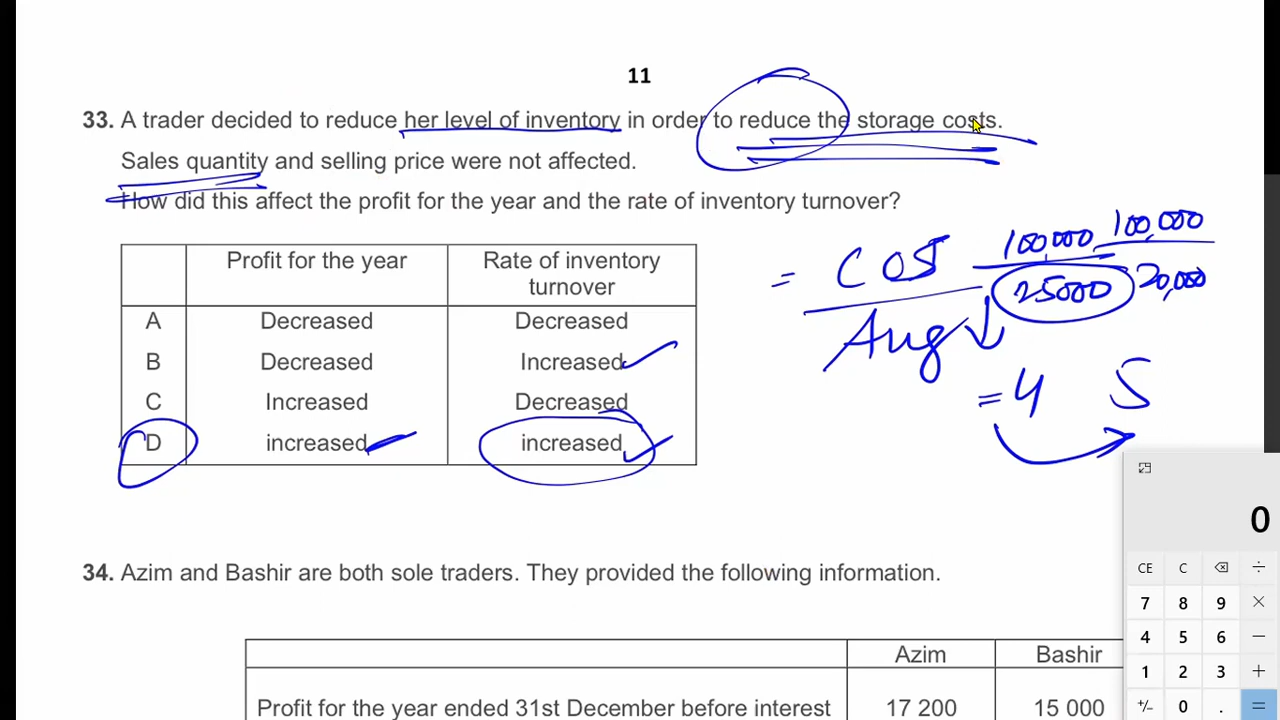 11
33. A trader decided to reduce her level of inventory in order to reduce the storage costs.
Sales quantity and selling price were not affected.
How did this affect the profit for the year and the rate of inventory turnover?
Profit for the year Rate of inventory turnover
A Decreased Decreased
B Decreased Increased
C Increased Decreased
D increased increased
= COS 100,000 100,000
Aug 25000 20,000
= 4 5
34. Azim and Bashir are both sole traders. They provided the following information.
Azim Bashir
Profit for the year ended 31st December before interest 17 200 15 000
0
CE C ÷
7 8 9 ×
4 5 6 −
1 2 3 +
+/− 0 . =